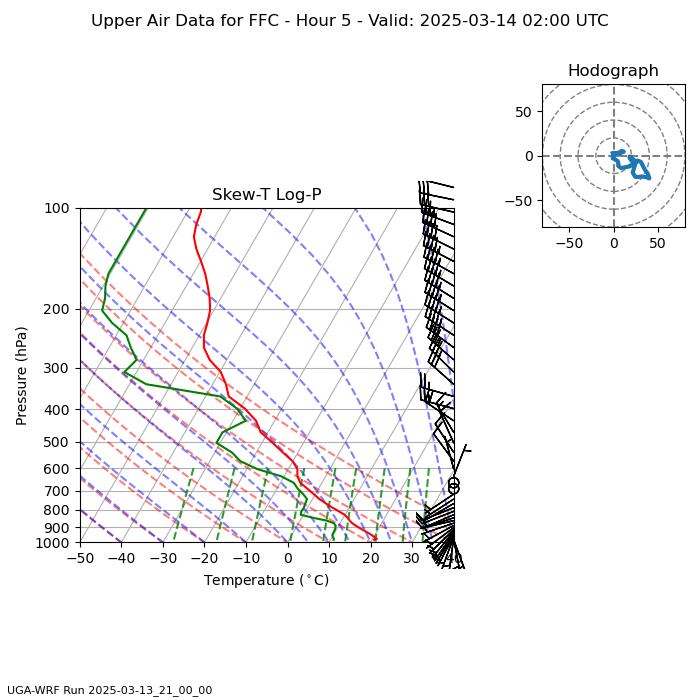 Upper Air Data for FFC - Hour 5 - Valid: 2025-03-14 02:00 UTC
Hodograph
50
0
−50
−50 0 50
Skew-T Log-P
100
200
300
400
500
600
700
800
900
1000
Pressure (hPa)
−50 −40 −30 −20 −10 0 10 20 30 40
Temperature (°C)
UGA-WRF Run 2025-03-13_21_00_00